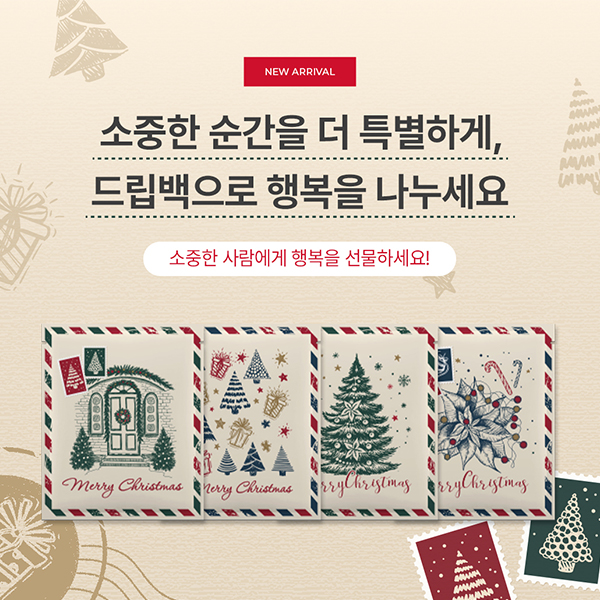 NEW ARRIVAL
소중한 순간을 더 특별하게,
드립백으로 행복을 나누세요
소중한 사람에게 행복을 선물하세요!
Merry Christmas
erry Christmas
rryChristmas
rryChristmas